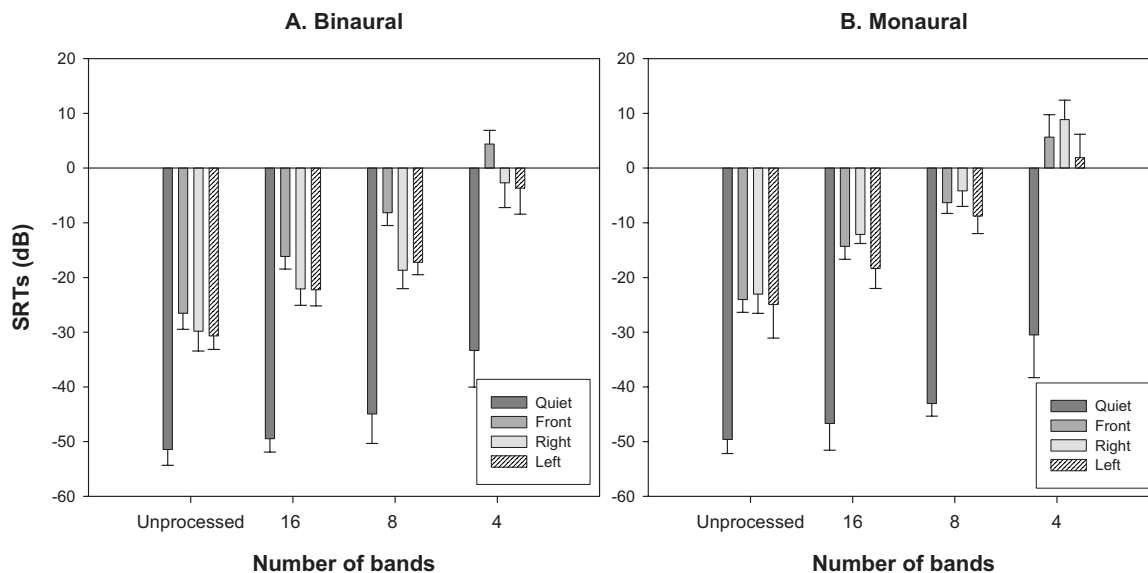 A. Binaural
B. Monaural
SRTs (dB)
20
10
0
-10
-20
-30
-40
-50
-60
Quiet
Front
Right
Left
Unprocessed 16 8 4
Number of bands
20
10
0
-10
-20
-30
-40
-50
-60
Quiet
Front
Right
Left
Unprocessed 16 8 4
Number of bands